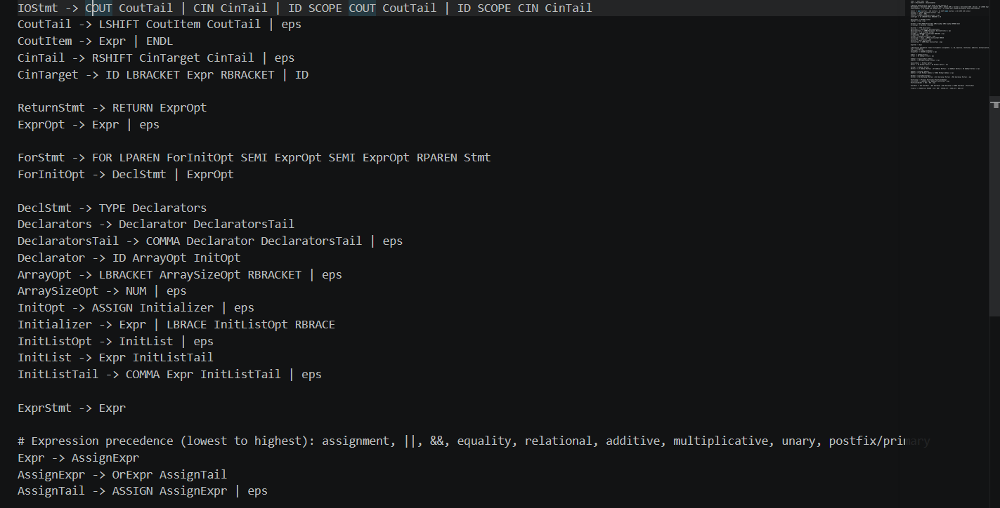 IOStmt -> COUT CoutTail | CIN CinTail | ID SCOPE COUT CoutTail | ID SCOPE CIN CinTail
CoutTail -> LSHIFT CoutItem CoutTail | eps
CoutItem -> Expr | ENDL
CinTail -> RSHIFT CinTarget CinTail | eps
CinTarget -> ID LBRACKET Expr RBRACKET | ID
ReturnStmt -> RETURN ExprOpt
ExprOpt -> Expr | eps
ForStmt -> FOR LPAREN ForInitOpt SEMI ExprOpt SEMI ExprOpt RPAREN Stmt
ForInitOpt -> DeclStmt | ExprOpt
DeclStmt -> TYPE Declarators
Declarators -> Declarator DeclaratorsTail
DeclaratorsTail -> COMMA Declarator DeclaratorsTail | eps
Declarator -> ID ArrayOpt InitOpt
ArrayOpt -> LBRACKET ArraySizeOpt RBRACKET | eps
ArraySizeOpt -> NUM | eps
InitOpt -> ASSIGN Initializer | eps
Initializer -> Expr | LBRACE InitListOpt RBRACE
InitListOpt -> InitList | eps
InitList -> Expr InitListTail
InitListTail -> COMMA Expr InitListTail | eps
ExprStmt -> Expr
# Expression precedence (lowest to highest): assignment, ||, &&, equality, relational, additive, multiplicative, unary, postfix/primary
Expr -> AssignExpr
AssignExpr -> OrExpr AssignTail
AssignTail -> ASSIGN AssignExpr | eps